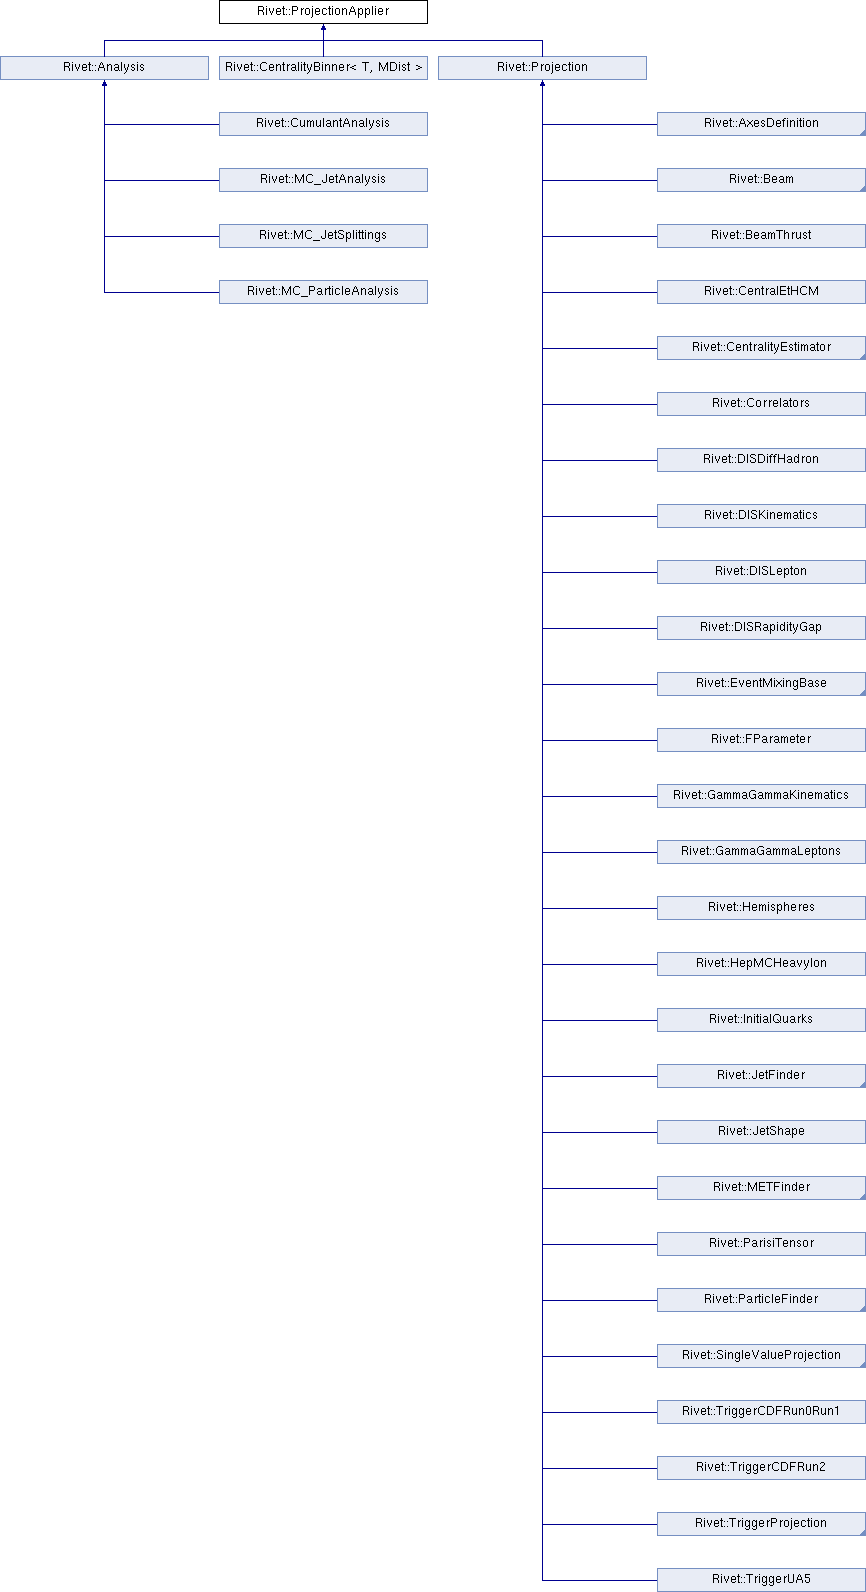 Rivet::ProjectionApplier
Rivet::Analysis
Rivet::CentralityBinner< T, MDist >
Rivet::Projection
Rivet::CumulantAnalysis
Rivet::AxesDefinition
Rivet::MC_JetAnalysis
Rivet::Beam
Rivet::MC_JetSplittings
Rivet::BeamThrust
Rivet::MC_ParticleAnalysis
Rivet::CentralEtHCM
Rivet::CentralityEstimator
Rivet::Correlators
Rivet::DISDiffHadron
Rivet::DISKinematics
Rivet::DISLepton
Rivet::DISRapidityGap
Rivet::EventMixingBase
Rivet::FParameter
Rivet::GammaGammaKinematics
Rivet::GammaGammaLeptons
Rivet::Hemispheres
Rivet::HepMCHeavyIon
Rivet::InitialQuarks
Rivet::JetFinder
Rivet::JetShape
Rivet::METFinder
Rivet::ParisiTensor
Rivet::ParticleFinder
Rivet::SingleValueProjection
Rivet::TriggerCDFRun0Run1
Rivet::TriggerCDFRun2
Rivet::TriggerProjection
Rivet::TriggerUA5